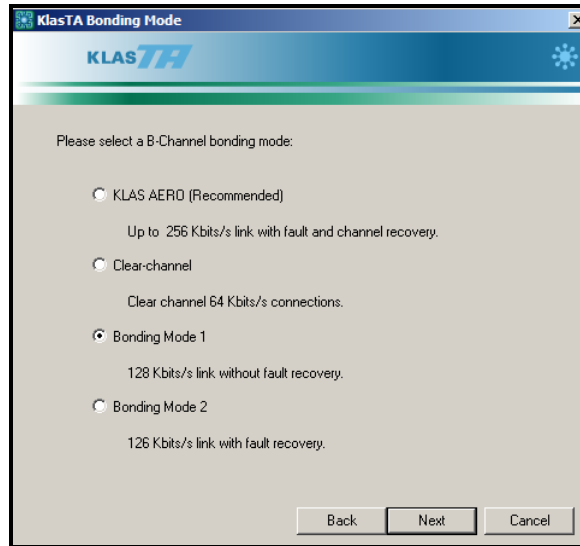 KlasTA Bonding Mode
KLAS TA
Please select a B-Channel bonding mode:
KLAS AERO (Recommended)
Up to 256 Kbits/s link with fault and channel recovery.
Clear-channel
Clear channel 64 Kbits/s connections.
Bonding Mode 1
128 Kbits/s link without fault recovery.
Bonding Mode 2
126 Kbits/s link with fault recovery.
Back Next Cancel